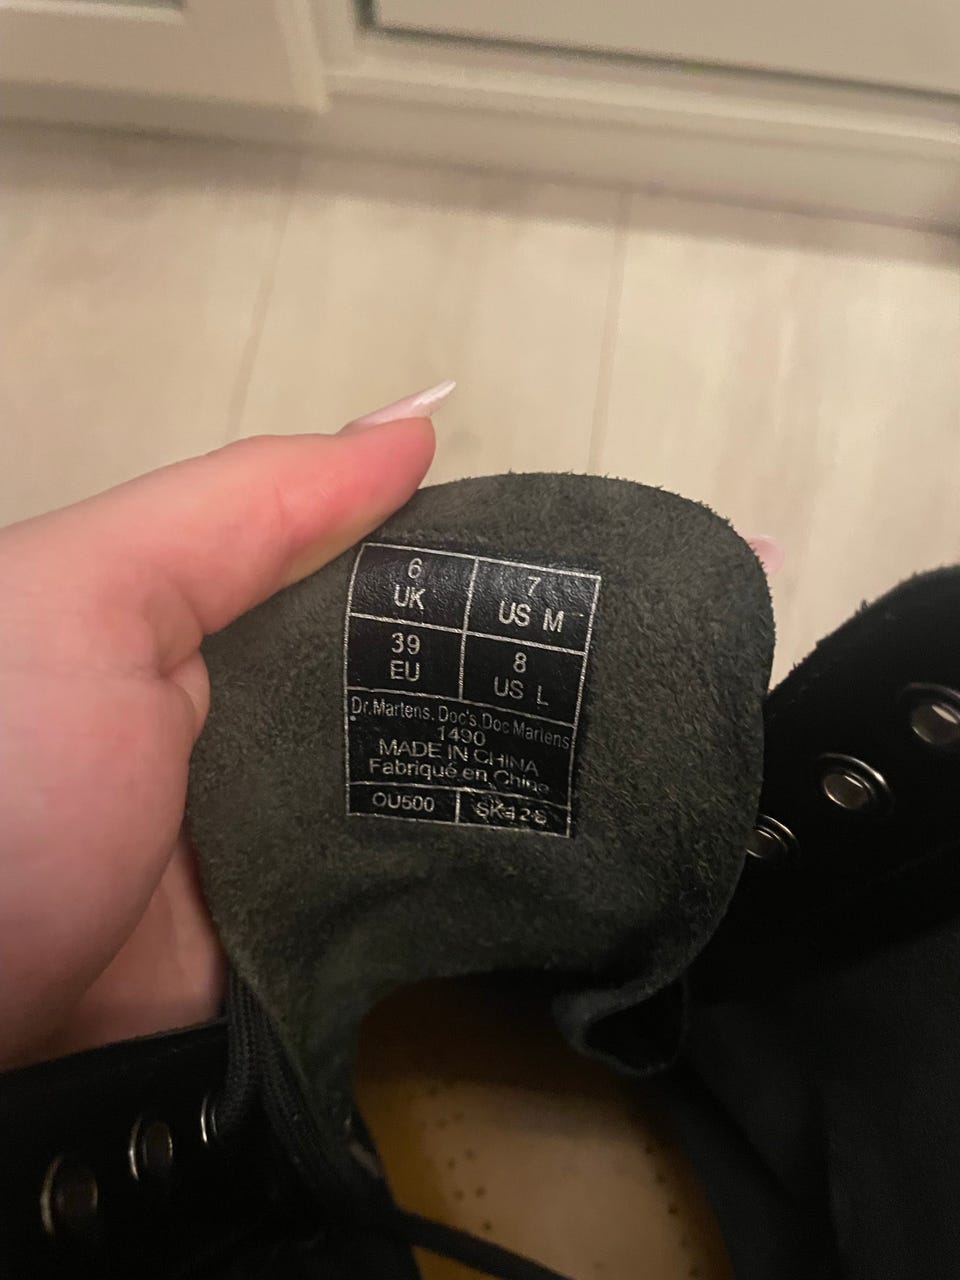 6
UK
7
US M
39
EU
8
US L
Dr.Martens. Doc's.Doc Martens
1490
MADE IN CHINA
Fabriqué en Chine
OU500